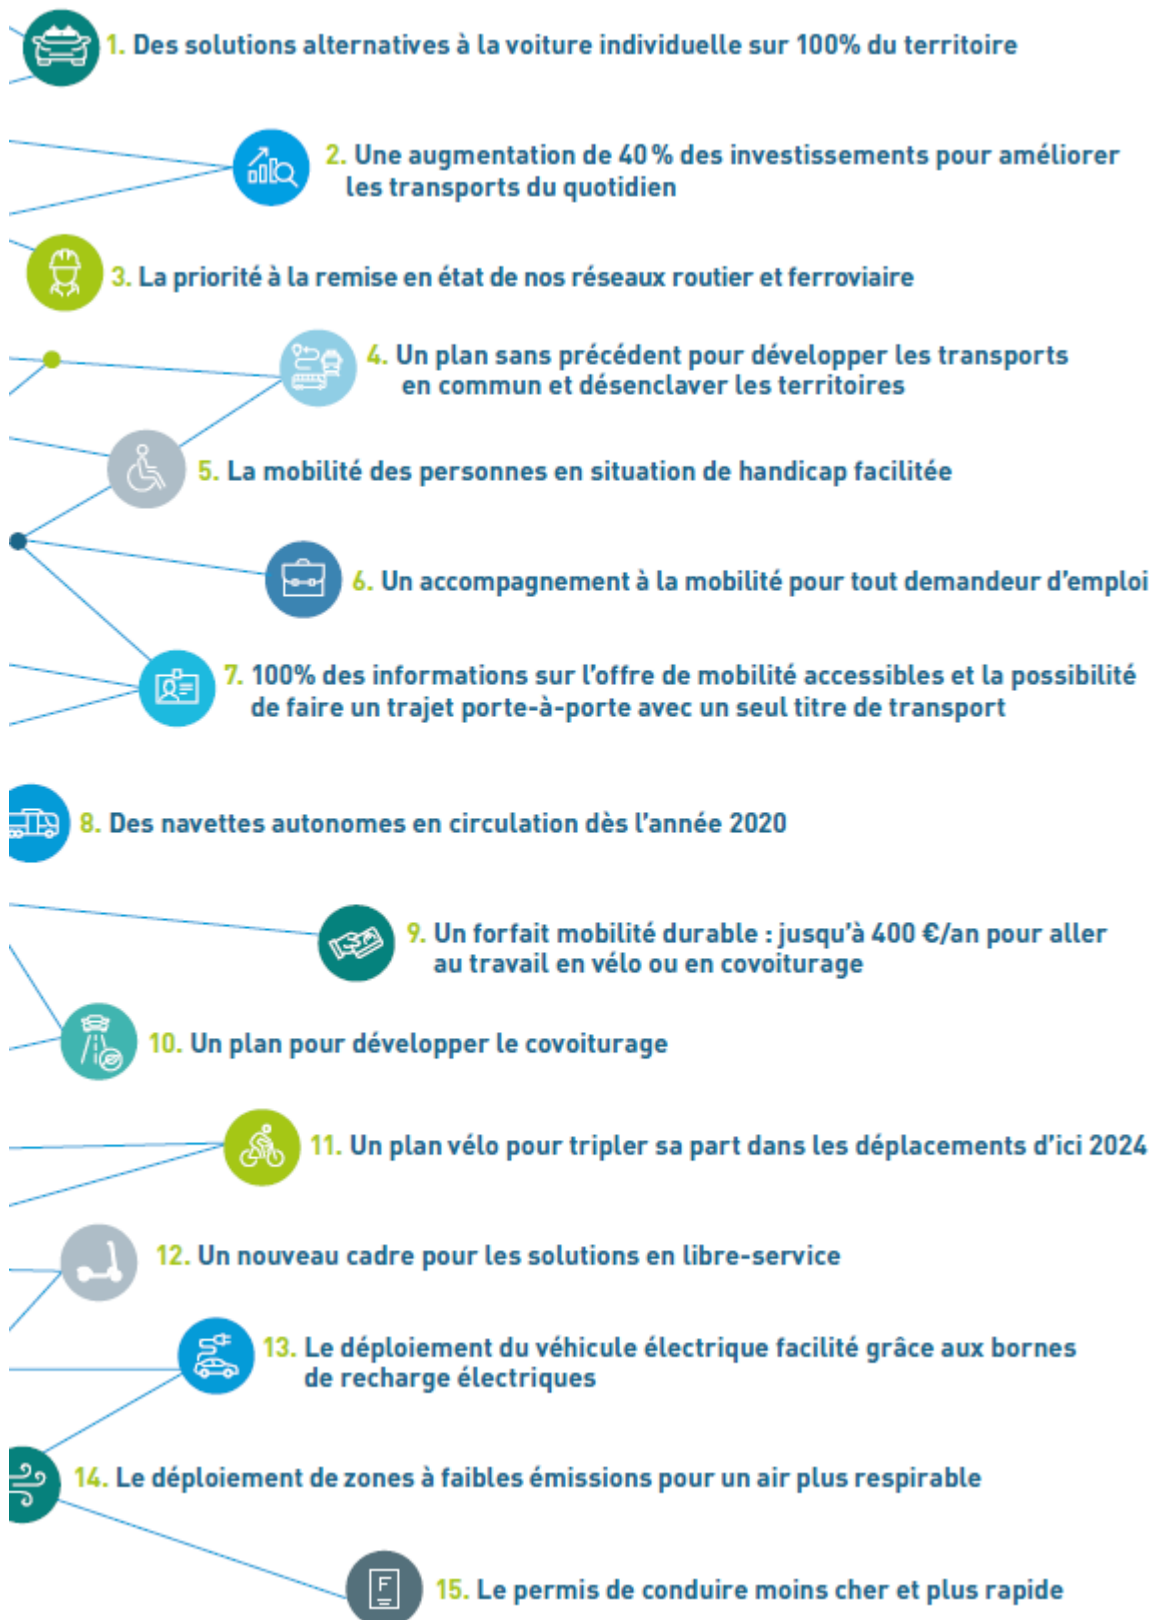 1. Des solutions alternatives à la voiture individuelle sur 100% du territoire
2. Une augmentation de 40 % des investissements pour améliorer
les transports du quotidien
3. La priorité à la remise en état de nos réseaux routier et ferroviaire
4. Un plan sans précédent pour développer les transports
en commun et désenclaver les territoires
5. La mobilité des personnes en situation de handicap facilitée
6. Un accompagnement à la mobilité pour tout demandeur d’emploi
7. 100% des informations sur l’offre de mobilité accessibles et la possibilité
de faire un trajet porte-à-porte avec un seul titre de transport
8. Des navettes autonomes en circulation dès l’année 2020
9. Un forfait mobilité durable : jusqu’à 400 €/an pour aller
au travail en vélo ou en covoiturage
10. Un plan pour développer le covoiturage
11. Un plan vélo pour tripler sa part dans les déplacements d’ici 2024
12. Un nouveau cadre pour les solutions en libre-service
13. Le déploiement du véhicule électrique facilité grâce aux bornes
de recharge électriques
14. Le déploiement de zones à faibles émissions pour un air plus respirable
F
15. Le permis de conduire moins cher et plus rapide